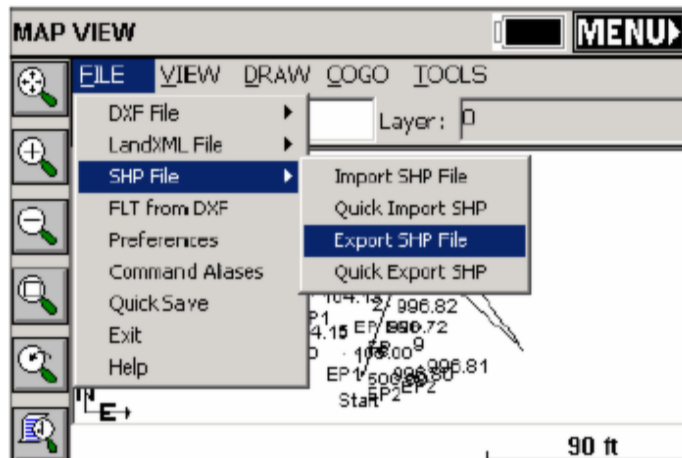 MAP VIEW MENU
FILE VIEW DRAW COGO TOOLS
DXF File
Layer: 0
LandXML File
SHP File
Import SHP File
FLT from DXF
Quick Import SHP
Preferences
Export SHP File
Command Aliases
Quick Export SHP
QuickSave
996.82
Exit
Help
EP1
996.81
Start
EP2
N
E
90 ft